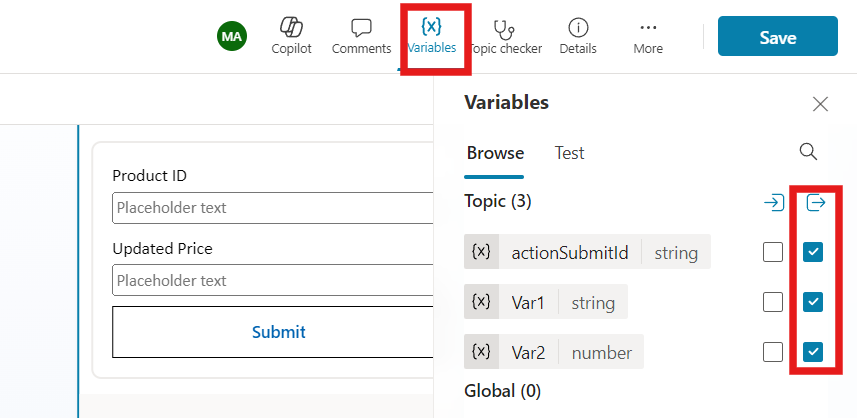 {x}
MA
Copilot
Comments
Variables
Topic checker
Details
More
Save
Variables
Browse
Test
Product ID
Placeholder text
Updated Price
Placeholder text
Submit
Topic (3)
{x} actionSubmitId string
{x} Var1 string
{x} Var2 number
Global (0)